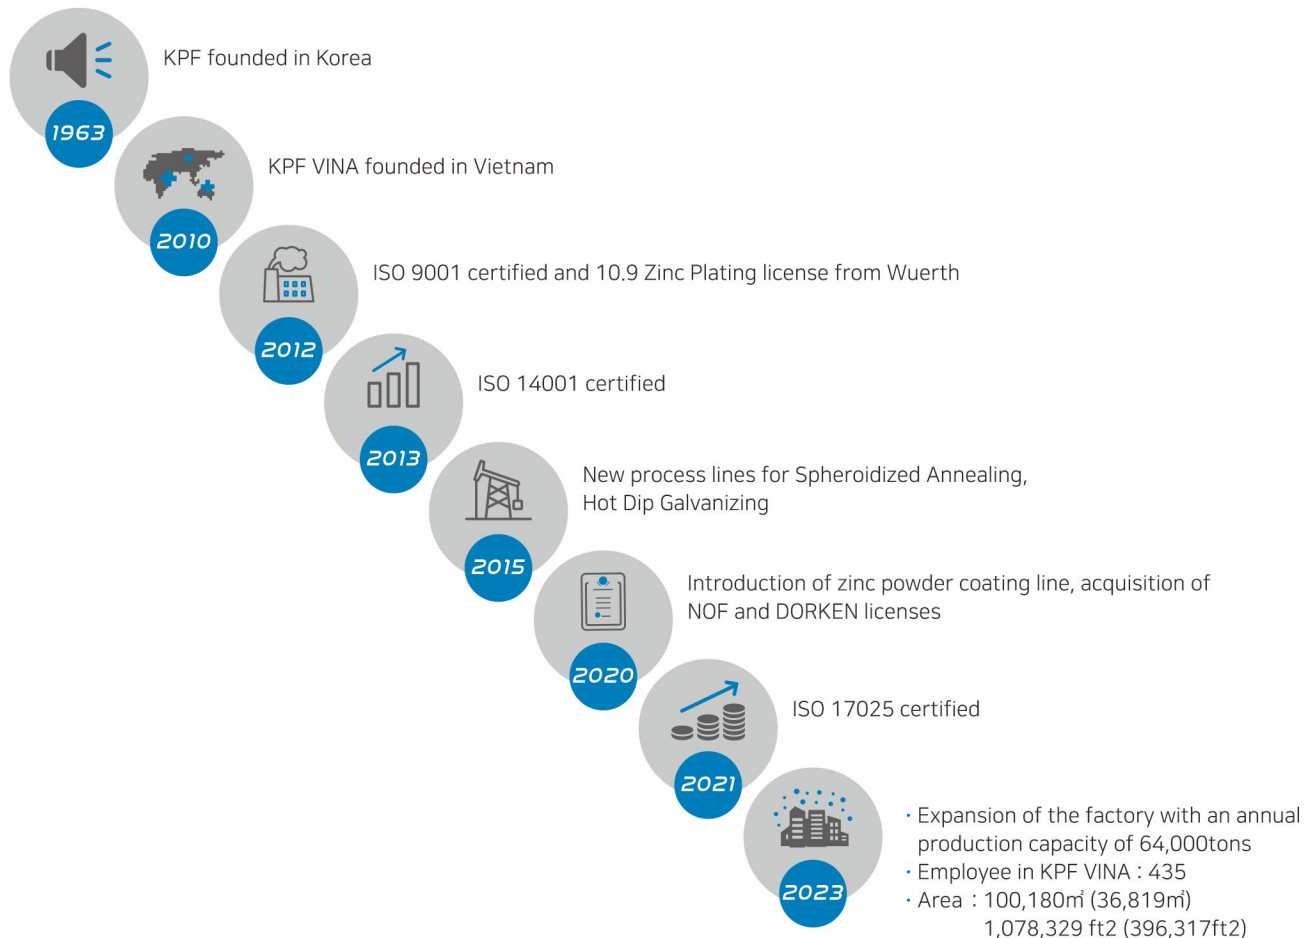 KPF founded in Korea
1963
KPF VINA founded in Vietnam
2010
ISO 9001 certified and 10.9 Zinc Plating license from Wuerth
2012
ISO 14001 certified
2013
New process lines for Spheroidized Annealing,
Hot Dip Galvanizing
2015
Introduction of zinc powder coating line, acquisition of
NOF and DORKEN licenses
2020
ISO 17025 certified
2021
· Expansion of the factory with an annual
production capacity of 64,000tons
· Employee in KPF VINA : 435
2023
· Area : 100,180㎡ (36,819㎡)
1,078,329 ft2 (396,317ft2)